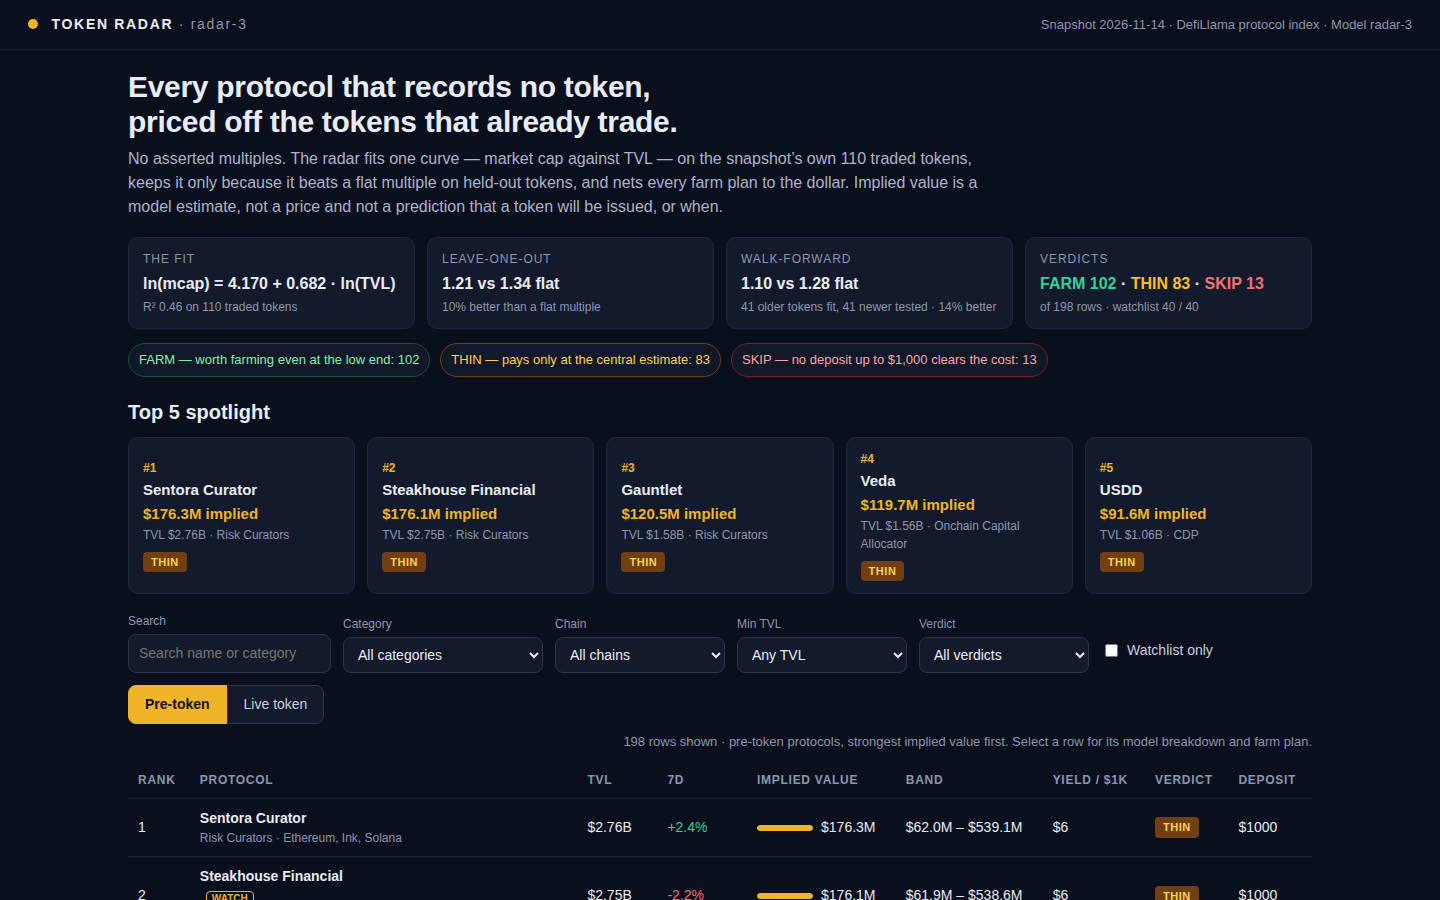 TOKEN RADAR · radar-3
Snapshot 2026-11-14 · DefiLlama protocol index · Model radar-3
Every protocol that records no token,
priced off the tokens that already trade.
No asserted multiples. The radar fits one curve — market cap against TVL — on the snapshot’s own 110 traded tokens,
keeps it only because it beats a flat multiple on held-out tokens, and nets every farm plan to the dollar. Implied value is a
model estimate, not a price and not a prediction that a token will be issued, or when.
THE FIT
ln(mcap) = 4.170 + 0.682 · ln(TVL)
R² 0.46 on 110 traded tokens
LEAVE-ONE-OUT
1.21 vs 1.34 flat
10% better than a flat multiple
WALK-FORWARD
1.10 vs 1.28 flat
41 older tokens fit, 41 newer tested · 14% better
VERDICTS
FARM 102 · THIN 83 · SKIP 13
of 198 rows · watchlist 40 / 40
FARM — worth farming even at the low end: 102
THIN — pays only at the central estimate: 83
SKIP — no deposit up to $1,000 clears the cost: 13
Top 5 spotlight
#1
Sentora Curator
$176.3M implied
TVL $2.76B · Risk Curators
THIN
#2
Steakhouse Financial
$176.1M implied
TVL $2.75B · Risk Curators
THIN
#3
Gauntlet
$120.5M implied
TVL $1.58B · Risk Curators
THIN
#4
Veda
$119.7M implied
TVL $1.56B · Onchain Capital
Allocator
THIN
#5
USDD
$91.6M implied
TVL $1.06B · CDP
THIN
Search
Search name or category
Category
All categories
Chain
All chains
Min TVL
Any TVL
Verdict
All verdicts
Watchlist only
Pre-token
Live token
198 rows shown · pre-token protocols, strongest implied value first. Select a row for its model breakdown and farm plan.
RANK PROTOCOL TVL 7D IMPLIED VALUE BAND YIELD / $1K VERDICT DEPOSIT
1 Sentora Curator $2.76B +2.4% $176.3M $62.0M – $539.1M $6 THIN $1000
Risk Curators · Ethereum, Ink, Solana
Steakhouse Financial
2 WATCH $2.75B -2.2% $176.1M $61.9M – $538.6M $6 THIN $1000